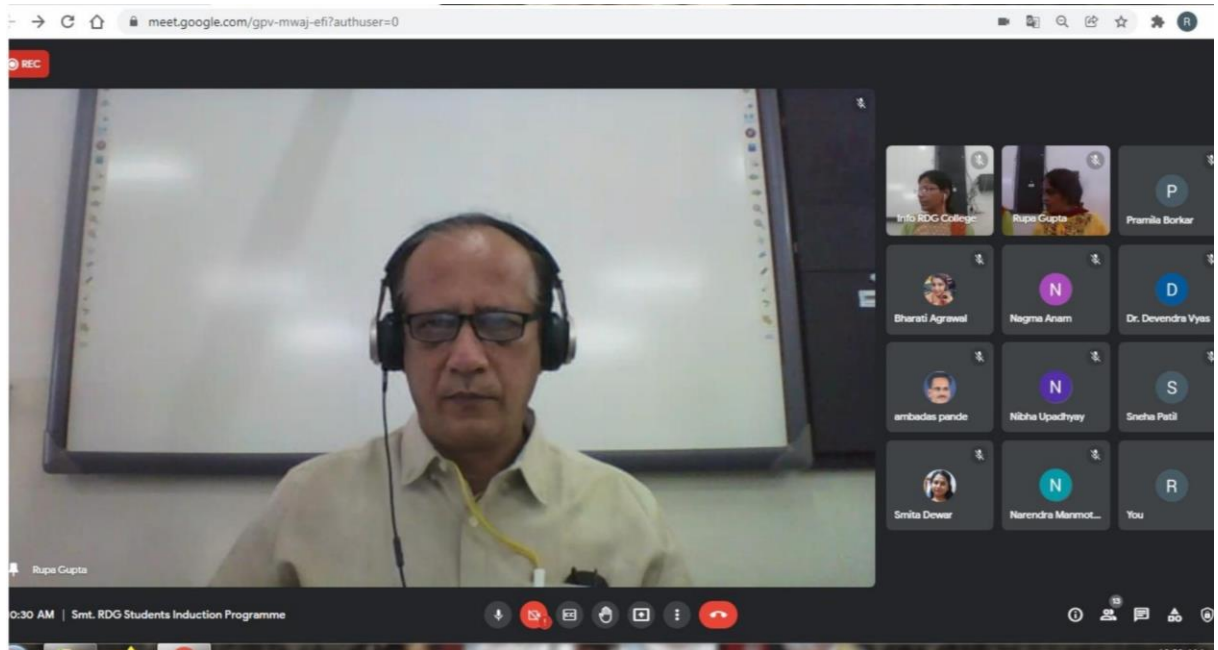 meet.google.com/gpv-mwaj-efi?authuser=0
R
REC
Info RDG College
Rupa Gupta
P
Pramila Borkar
Bharati Agrawal
N
Nagma Anam
D
Dr. Devendra Vyas
ambadas pande
N
Nibha Upadhyay
S
Sneha Patil
Smita Dewar
N
Narendra Manmot...
R
You
Rupa Gupta
0:30 AM | Smt. RDG Students Induction Programme
CC
13